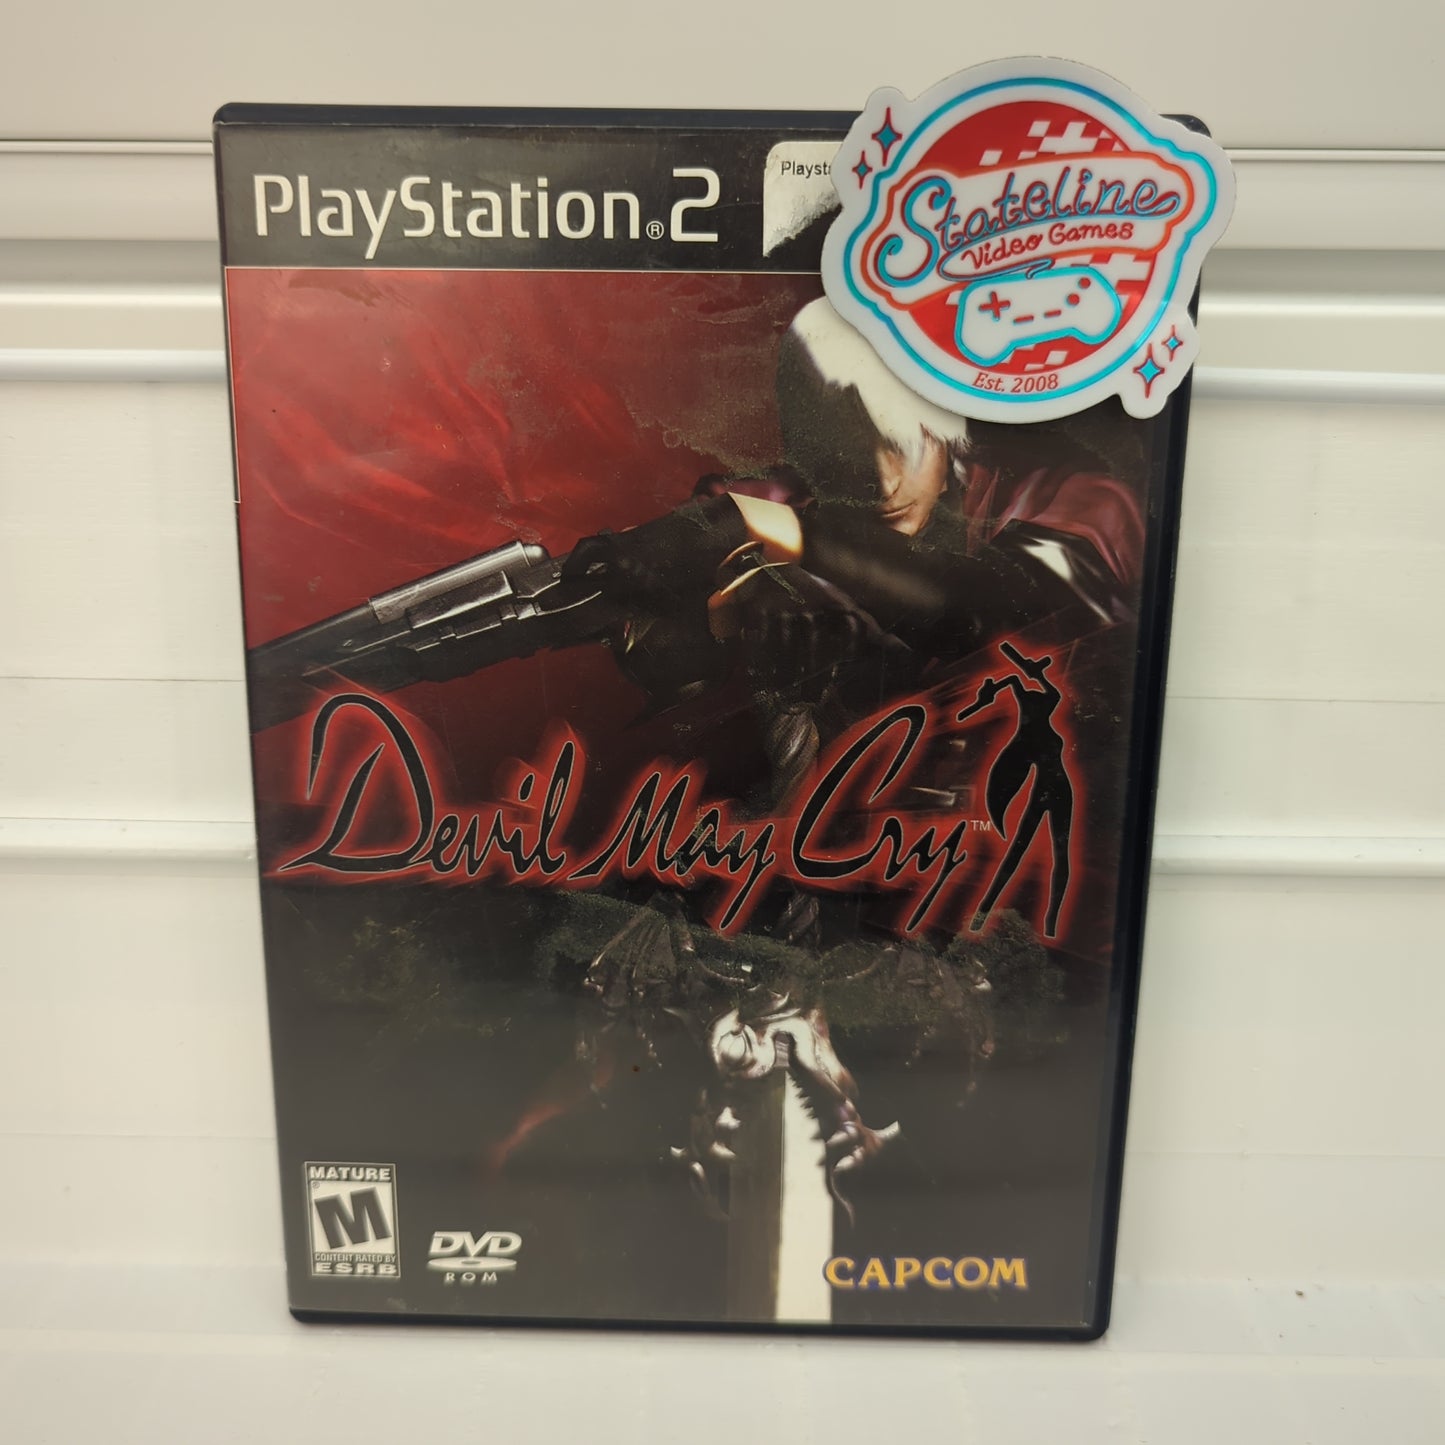 PlayStation®2
Playst
Stateline
Video Games
Est. 2008
Devil May Cry™
MATURE
M
®
CONTENT RATED BY
ESRB
DVD
ROM
CAPCOM